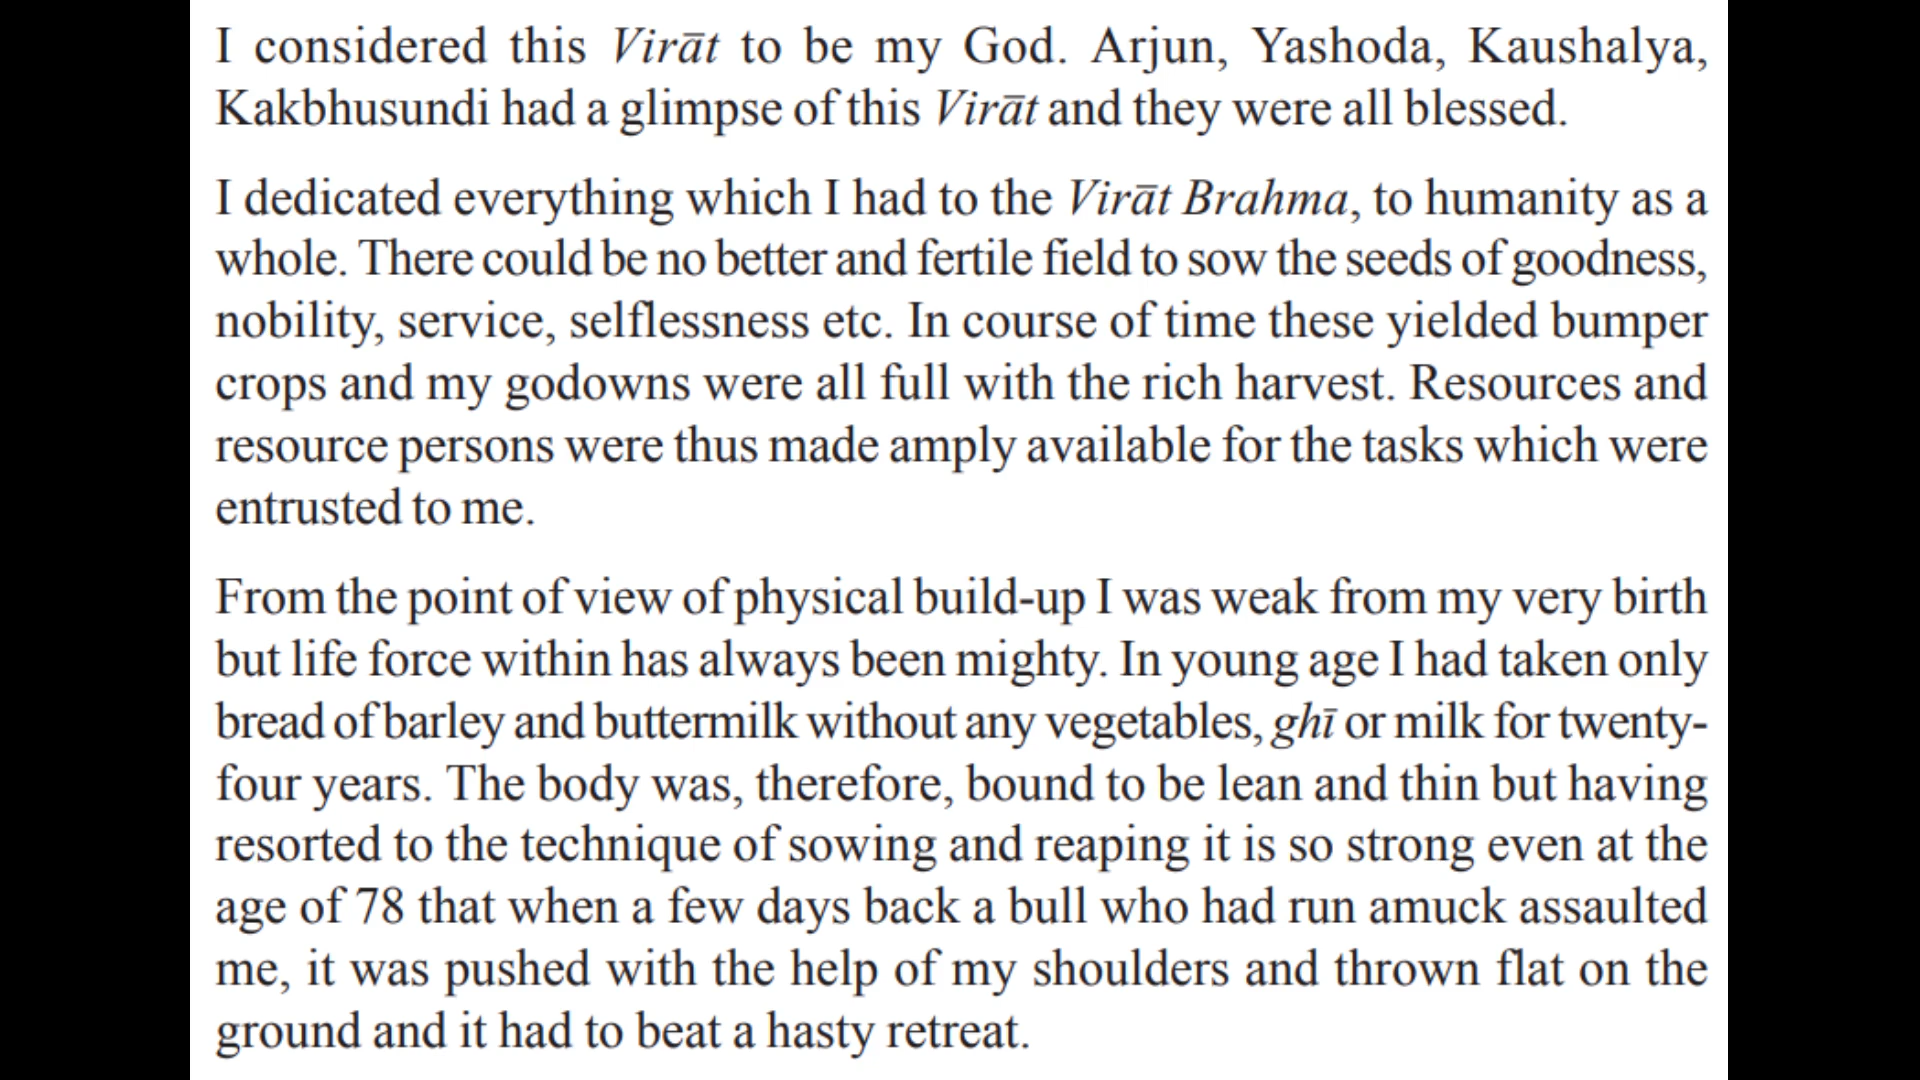 I considered this Virāt to be my God. Arjun, Yashoda, Kaushalya,
Kakbhusundi had a glimpse of this Virāt and they were all blessed.
I dedicated everything which I had to the Virāt Brahma, to humanity as a
whole. There could be no better and fertile field to sow the seeds of goodness,
nobility, service, selflessness etc. In course of time these yielded bumper
crops and my godowns were all full with the rich harvest. Resources and
resource persons were thus made amply available for the tasks which were
entrusted to me.
From the point of view of physical build-up I was weak from my very birth
but life force within has always been mighty. In young age I had taken only
bread of barley and buttermilk without any vegetables, ghī or milk for twenty-
four years. The body was, therefore, bound to be lean and thin but having
resorted to the technique of sowing and reaping it is so strong even at the
age of 78 that when a few days back a bull who had run amuck assaulted
me, it was pushed with the help of my shoulders and thrown flat on the
ground and it had to beat a hasty retreat.